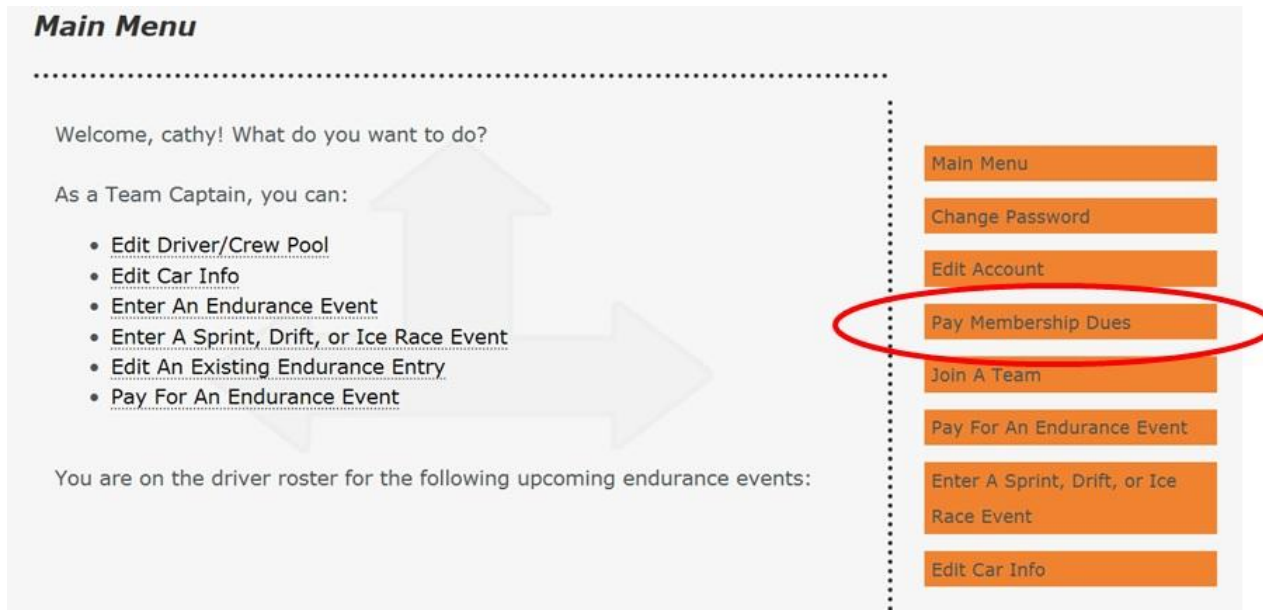 Main Menu
Welcome, cathy! What do you want to do?
As a Team Captain, you can:
• Edit Driver/Crew Pool
• Edit Car Info
• Enter An Endurance Event
• Enter A Sprint, Drift, or Ice Race Event
• Edit An Existing Endurance Entry
• Pay For An Endurance Event
You are on the driver roster for the following upcoming endurance events:
Main Menu
Change Password
Edit Account
Pay Membership Dues
Join A Team
Pay For An Endurance Event
Enter A Sprint, Drift, or Ice
Race Event
Edit Car Info